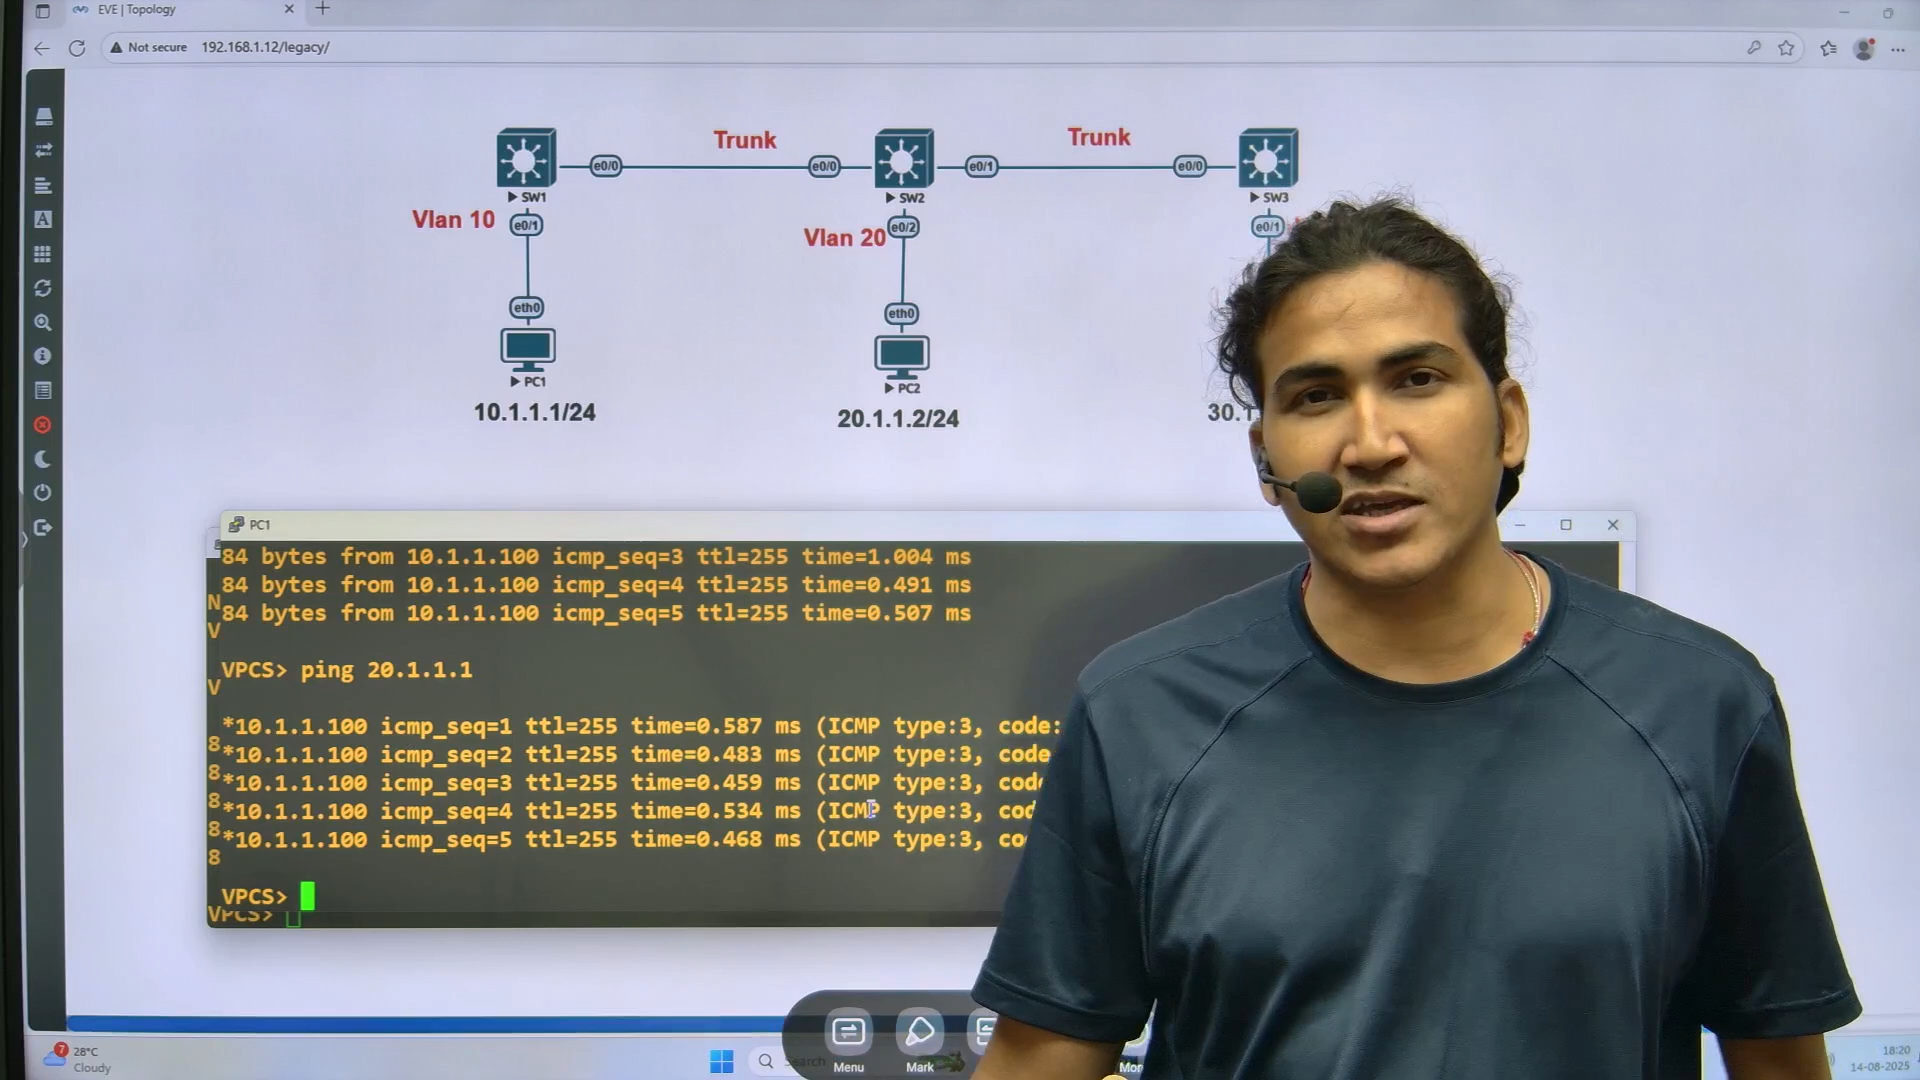 EVE | Topology
Not secure 192.168.1.12/legacy/
Trunk
Trunk
e0/0
e0/0
e0/1
e0/0
SW1
SW2
SW3
Vlan 10
e0/1
Vlan 20
e0/2
e0/1
eth0
eth0
PC1
PC2
10.1.1.1/24
20.1.1.2/24
30.1.
PC1
84 bytes from 10.1.1.100 icmp_seq=3 ttl=255 time=1.004 ms
84 bytes from 10.1.1.100 icmp_seq=4 ttl=255 time=0.491 ms
84 bytes from 10.1.1.100 icmp_seq=5 ttl=255 time=0.507 ms
VPCS> ping 20.1.1.1
*10.1.1.100 icmp_seq=1 ttl=255 time=0.587 ms (ICMP type:3, code:
*10.1.1.100 icmp_seq=2 ttl=255 time=0.483 ms (ICMP type:3, code
*10.1.1.100 icmp_seq=3 ttl=255 time=0.459 ms (ICMP type:3, code
*10.1.1.100 icmp_seq=4 ttl=255 time=0.534 ms (ICMP type:3, cod
*10.1.1.100 icmp_seq=5 ttl=255 time=0.468 ms (ICMP type:3, co
VPCS>
VPCS>
7
28°C
Cloudy
Search
Menu
Mark
Mor
18:20
14-08-2025